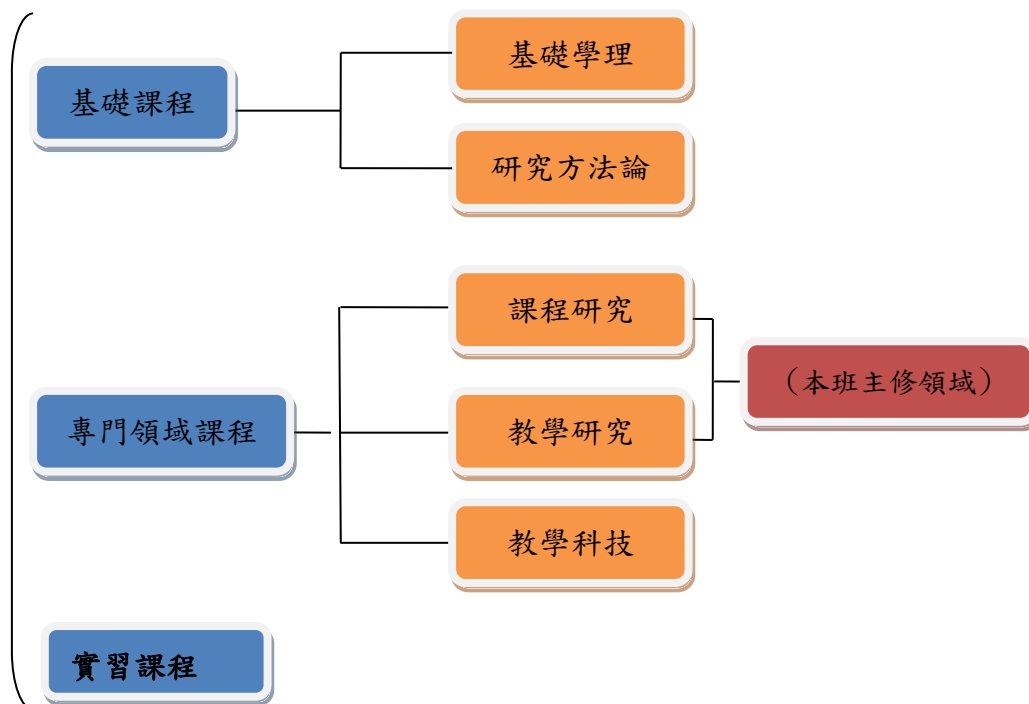 基礎課程
基礎學理
研究方法論
專門領域課程
課程研究
教學研究
教學科技
（本班主修領域）
實習課程